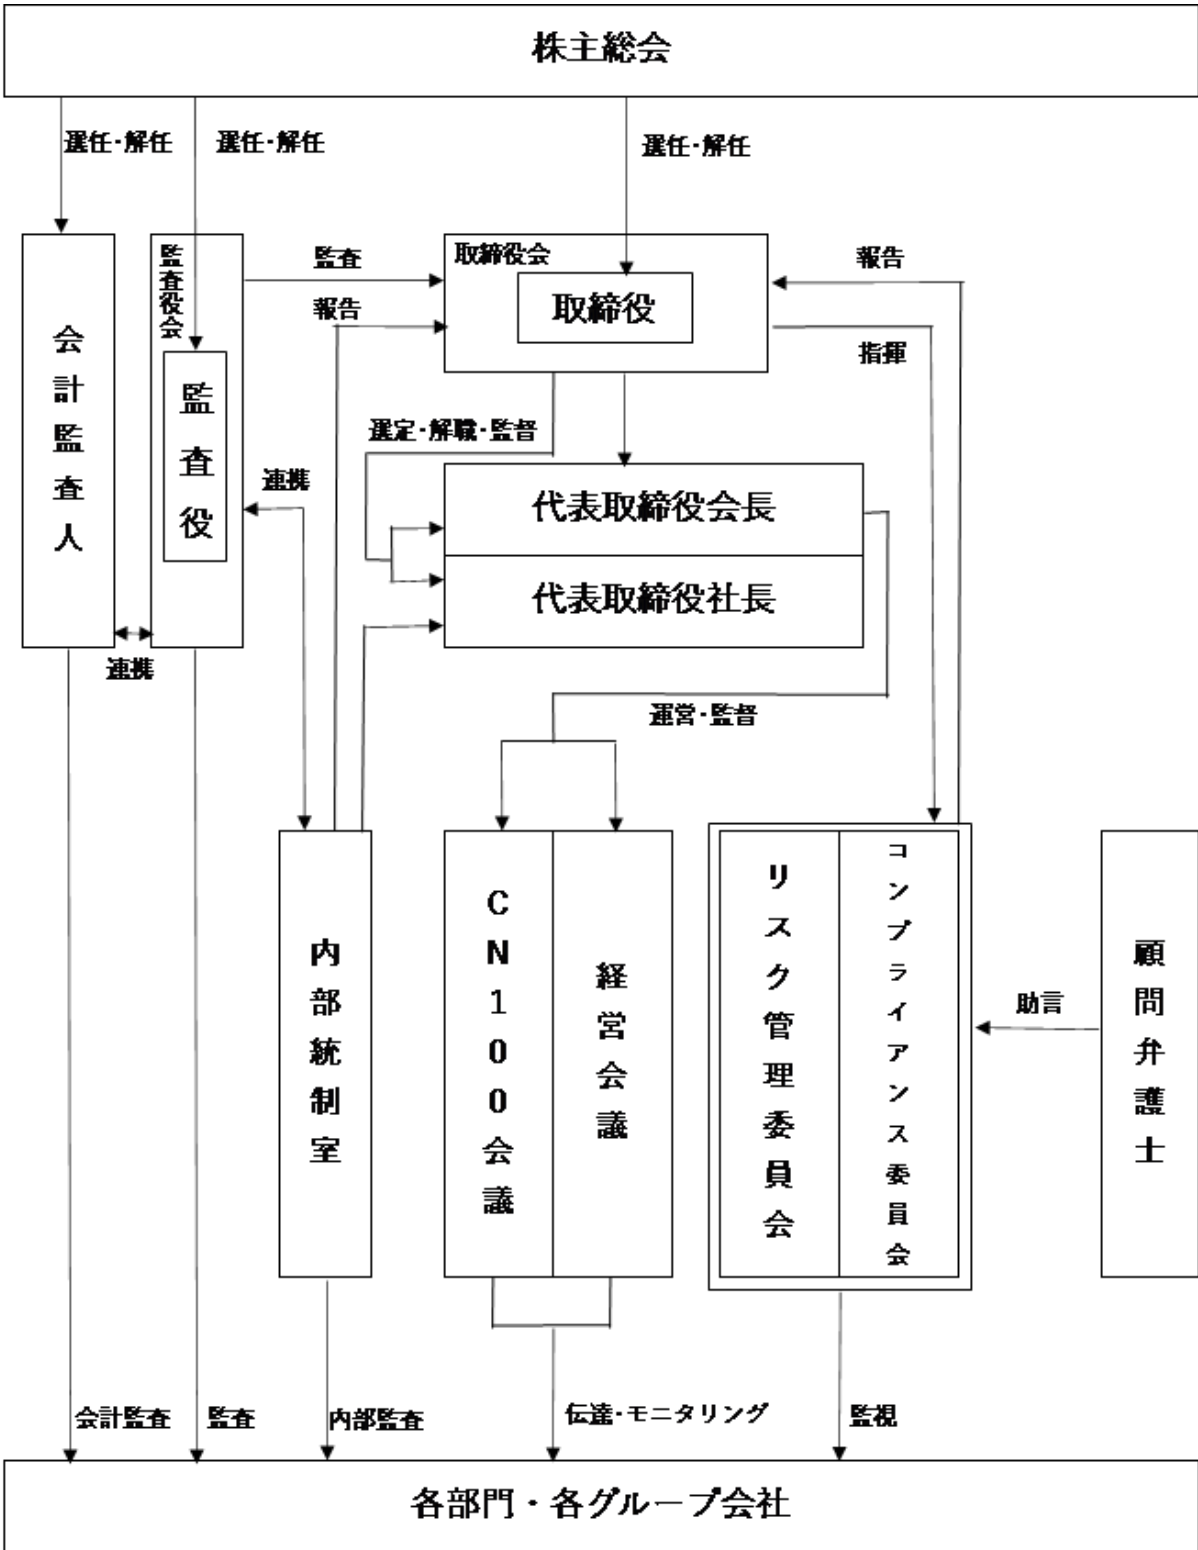 株主総会
選任・解任
選任・解任
選任・解任
会計監査人
監査役会
監査役
監査
報告
取締役会
取締役
報告
指揮
選定・解職・監督
連携
連携
代表取締役会長
代表取締役社長
運営・監督
内部統制室
CN100会議
経営会議
リスク管理委員会
コンプライアンス委員会
助言
顧問弁護士
会計監査
監査
内部監査
伝達・モニタリング
監視
各部門・各グループ会社